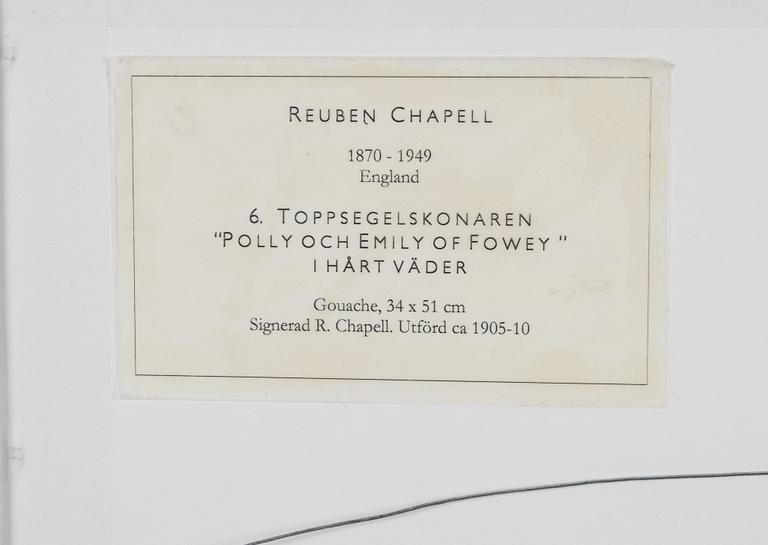 REUBEN CHAPELL
1870 - 1949
England
6. TOPPSEGELSKONAREN
"POLLY OCH EMILY OF FOWEY "
I HÅRT VÄDER
Gouache, 34 x 51 cm
Signerad R. Chapell. Utförd ca 1905-10